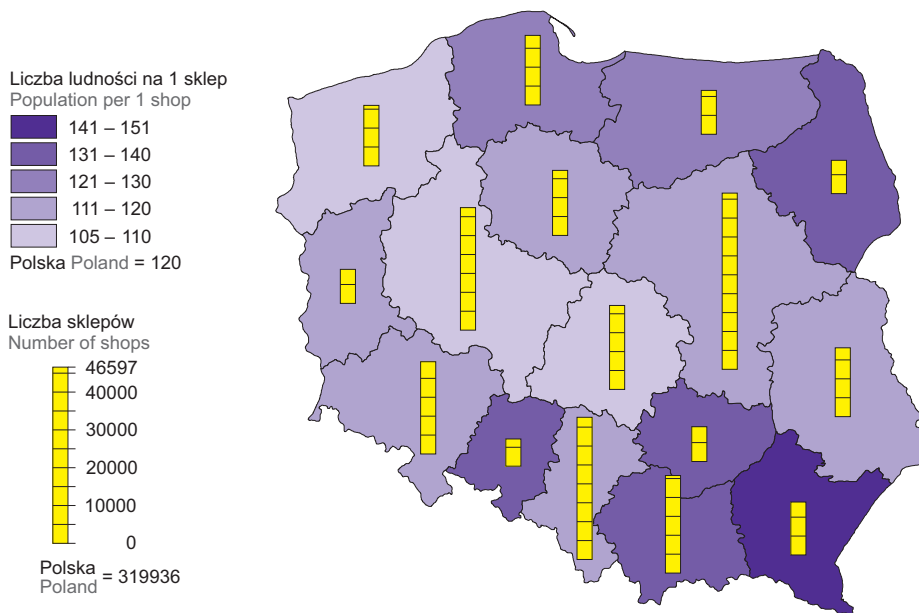 Liczba ludności na 1 sklep
Population per 1 shop
141 – 151
131 – 140
121 – 130
111 – 120
105 – 110
Polska Poland = 120
Liczba sklepów
Number of shops
46597
40000
30000
20000
10000
0
Polska
Poland = 319936